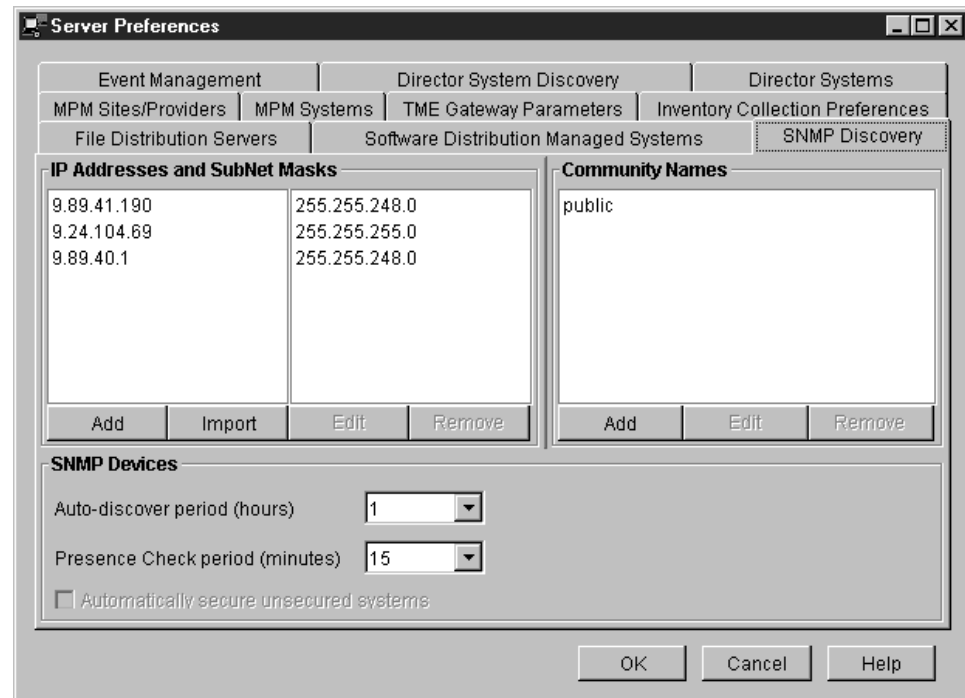 Server Preferences
Event Management Director System Discovery Director Systems
MPM Sites/Providers MPM Systems TME Gateway Parameters Inventory Collection Preferences
File Distribution Servers Software Distribution Managed Systems SNMP Discovery
IP Addresses and SubNet Masks Community Names
9.89.41.190 255.255.248.0 public
9.24.104.69 255.255.255.0
9.89.40.1 255.255.248.0
Add Import Edit Remove Add Edit Remove
SNMP Devices
Auto-discover period (hours) 1
Presence Check period (minutes) 15
Automatically secure unsecured systems
OK Cancel Help